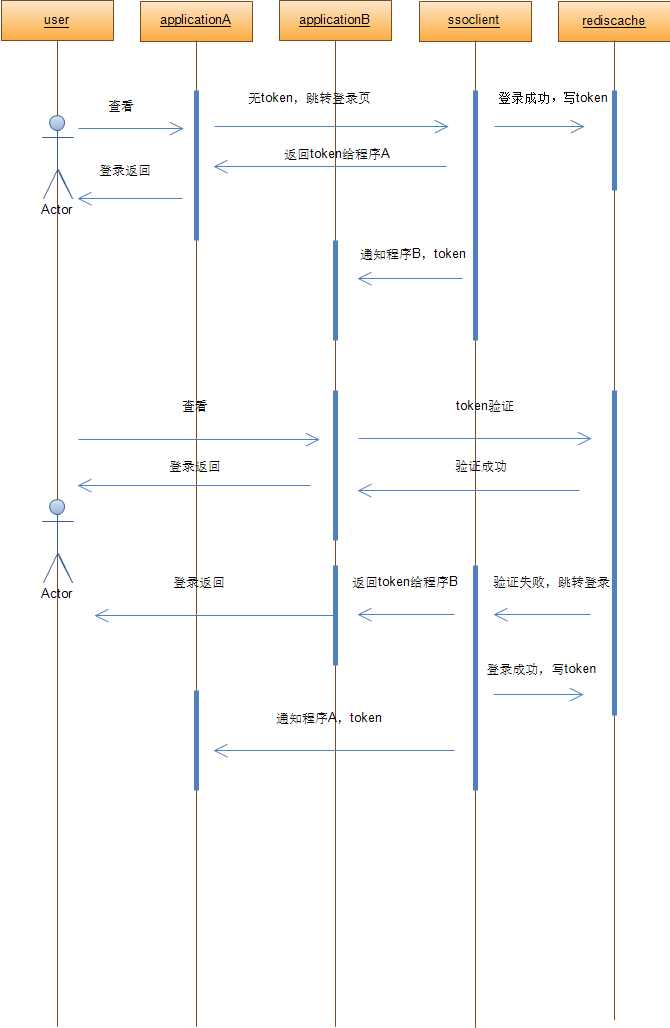 user
applicationA
applicationB
ssoclient
rediscache
查看
无token，跳转登录页
登录成功，写token
返回token给程序A
登录返回
Actor
通知程序B，token
查看
token验证
登录返回
验证成功
登录返回
返回token给程序B
验证失败，跳转登录
Actor
登录成功，写token
通知程序A，token